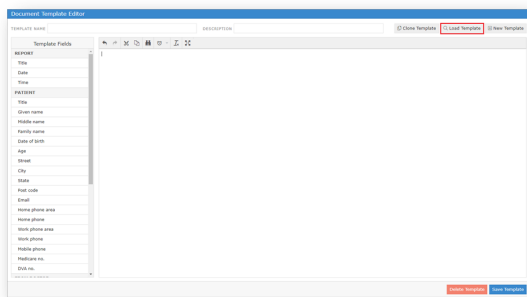 Document Template Editor
TEMPLATE NAME
DESCRIPTION
Clone Template
Load Template
New Template
Template Fields
REPORT
Title
Date
Time
PATIENT
Title
Given name
Middle name
Family name
Date of birth
Age
Street
City
State
Post code
Email
Home phone area
Home phone
Work phone area
Work phone
Mobile phone
Medicare no.
DVA no.
Delete Template
Save Template